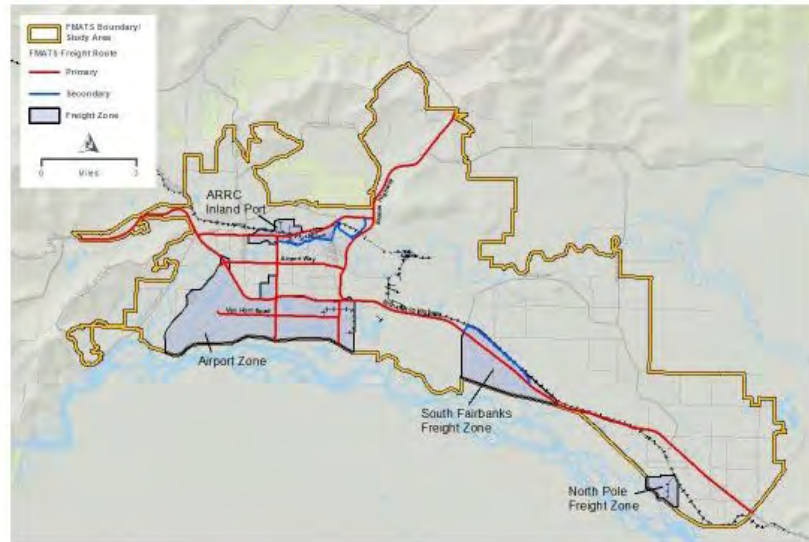 FMATS Boundary/
Study Area
FMATS Freight Route
Primary
Secondary
Freight Zone
0 Miles 3
ARRC
Inland Port
Airport Way
Van Horn Road
Airport Zone
South Fairbanks
Freight Zone
North Pole
Freight Zone